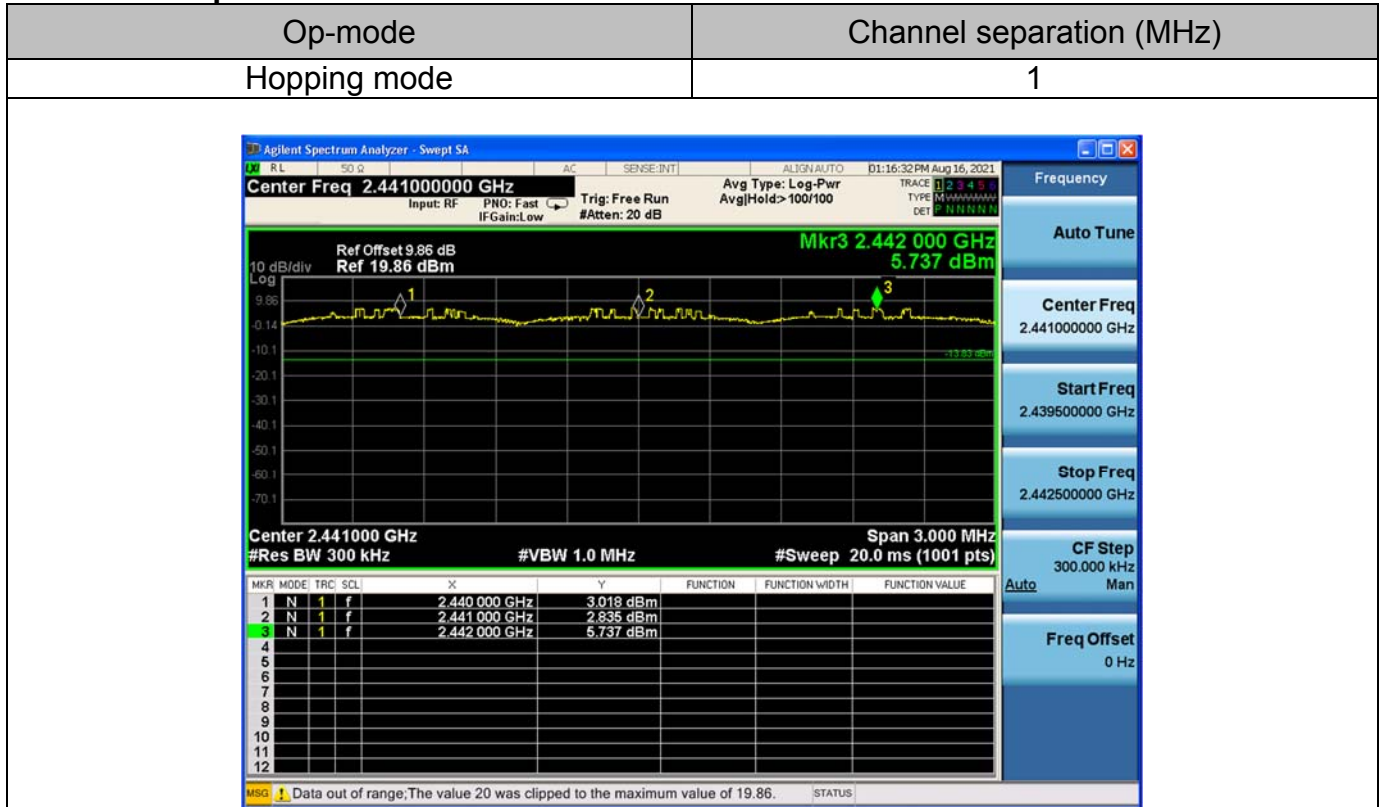 Op-mode Channel separation (MHz)
Hopping mode 1
Agilent Spectrum Analyzer - Swept SA
LXI RL 50 Ω AC SENSE:INT ALIGNAUTO 01:16:32 PM Aug 16, 2021
Center Freq 2.441000000 GHz Avg Type: Log-Pwr TRACE 1 2 3 4 5 6 Frequency
Input: RF PNO: Fast Trig: Free Run Avg|Hold:> 100/100 TYPE MWWWWW
IFGain:Low #Atten: 20 dB DET P N N N N N
Auto Tune
Ref Offset 9.86 dB Mkr3 2.442 000 GHz
10 dB/div Ref 19.86 dBm 5.737 dBm
Log
1 2 3
9.86
-0.14
-10.1
-13.83 dBm
-20.1
-30.1
-40.1
-50.1
-60.1
-70.1
Center Freq
2.441000000 GHz
Start Freq
2.439500000 GHz
Stop Freq
2.442500000 GHz
Center 2.441000 GHz Span 3.000 MHz
#Res BW 300 kHz #VBW 1.0 MHz #Sweep 20.0 ms (1001 pts)
CF Step
300.000 kHz
Auto Man
MKR MODE TRC SCL X Y FUNCTION FUNCTION WIDTH FUNCTION VALUE
1 N 1 f 2.440 000 GHz 3.018 dBm
2 N 1 f 2.441 000 GHz 2.835 dBm
3 N 1 f 2.442 000 GHz 5.737 dBm
4
5
6
7
8
9
10
11
12
Freq Offset
0 Hz
MSG Data out of range;The value 20 was clipped to the maximum value of 19.86. STATUS